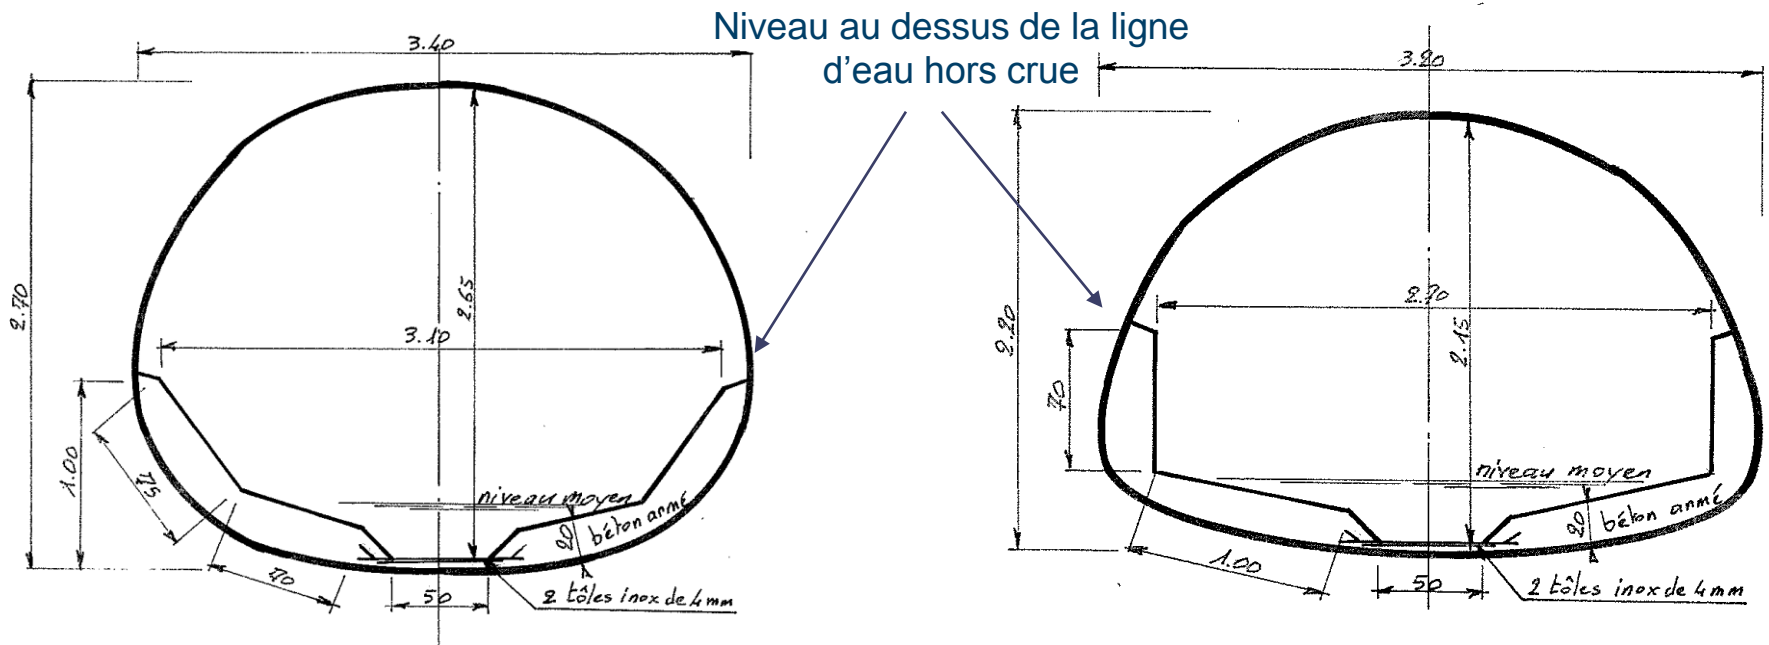 Niveau au dessus de la ligne
d'eau hors crue
3.40
2.70
2.65
3.10
1.00
75
70
niveau moyen
béton armé
20
50
2 tôles inox de 4mm
3.20
2.20
2.70
2.15
70
niveau moyen
béton armé
20
1.00
50
2 tôles inox de 4mm